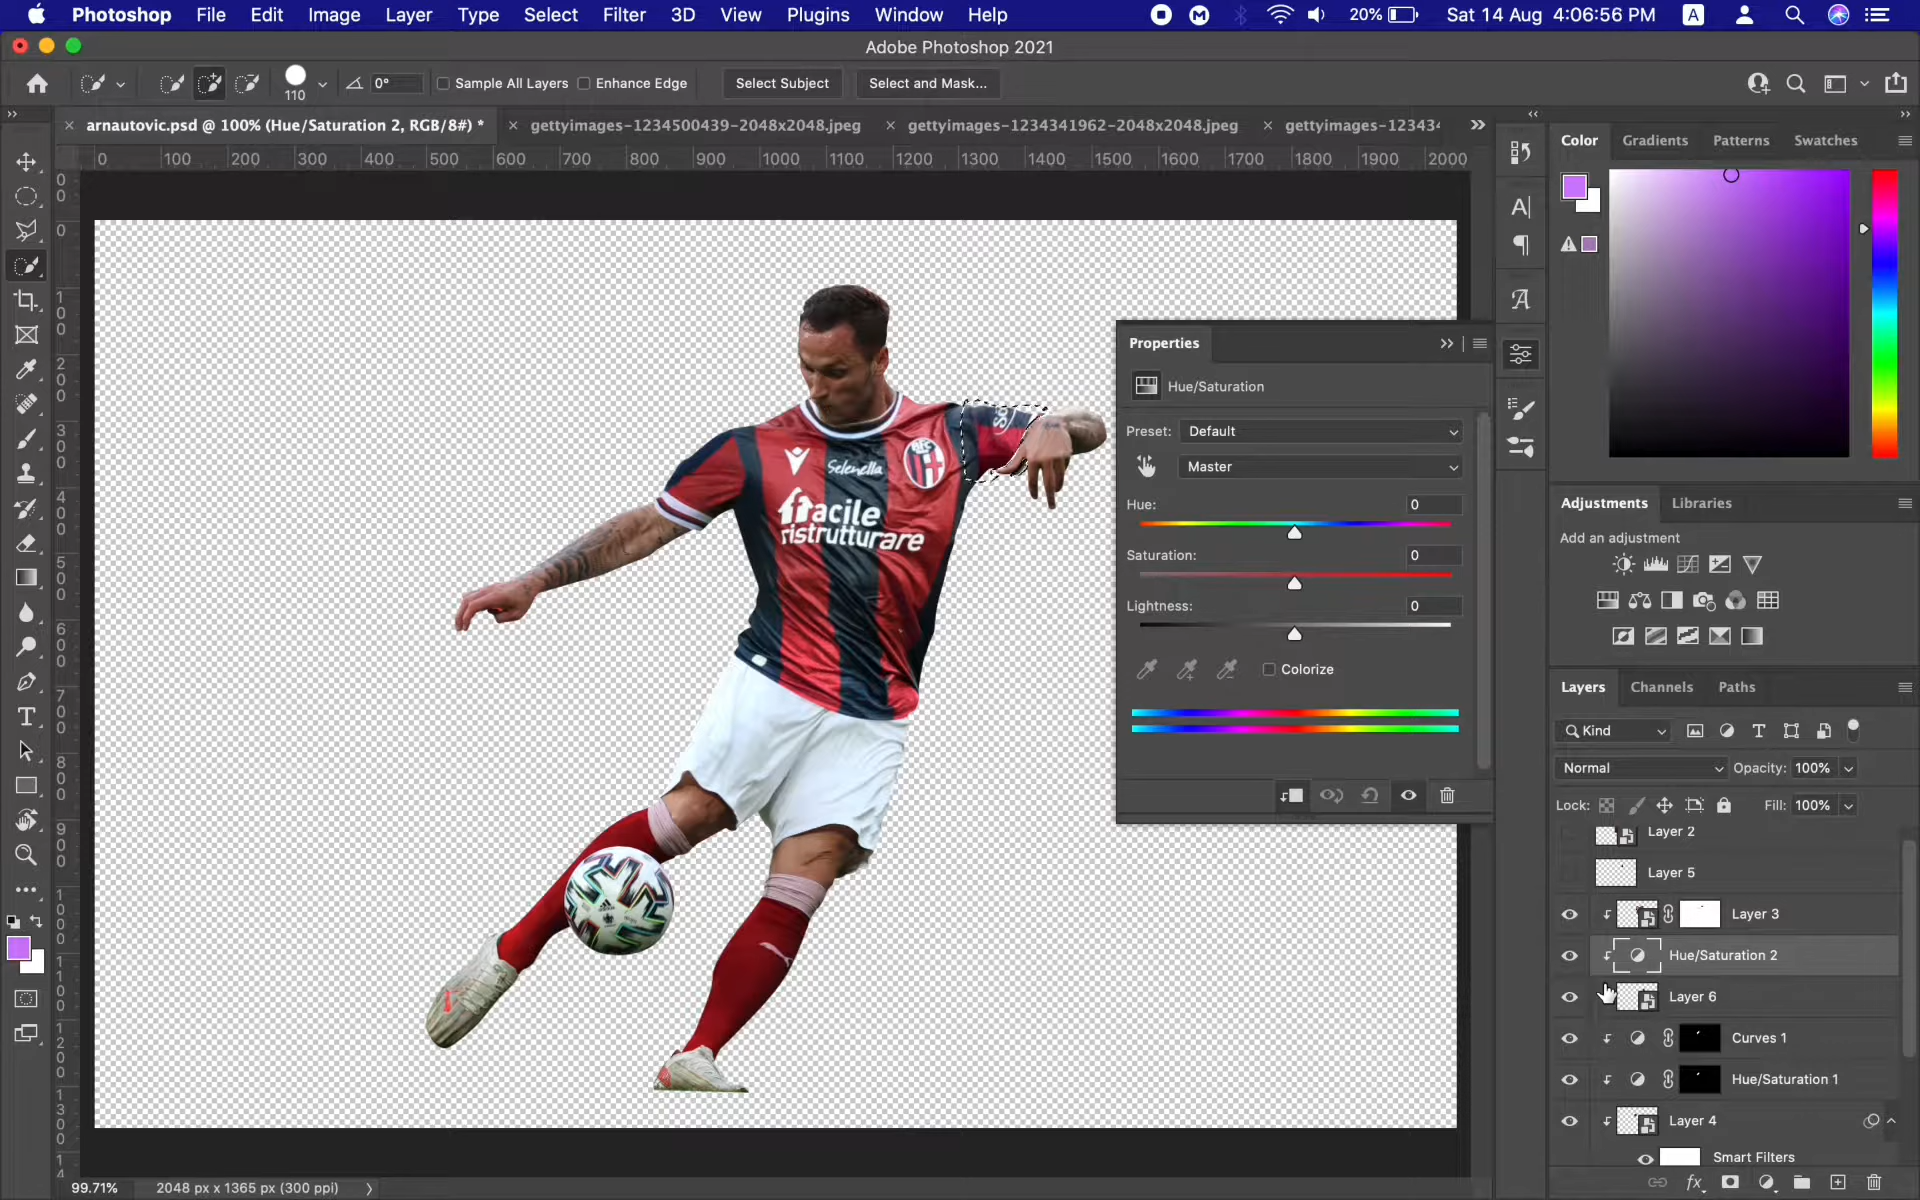 Photoshop File Edit Image Layer Type Select Filter 3D View Plugins Window Help 20% Sat 14 Aug 4:06:56 PM A
Adobe Photoshop 2021
110 0° Sample All Layers Enhance Edge Select Subject Select and Mask...
arnautovic.psd @ 100% (Hue/Saturation 2, RGB/8#) * gettyimages-1234500439-2048x2048.jpeg gettyimages-1234341962-2048x2048.jpeg gettyimages-12343
0 100 200 300 400 500 600 700 800 900 1000 1100 1200 1300 1400 1500 1600 1700 1800 1900 2000
Color Gradients Patterns Swatches
Properties
Hue/Saturation
Preset: Default
Master
Hue: 0
Saturation: 0
Lightness: 0
Colorize
Selenella
facile
ristrutturare
Adjustments Libraries
Add an adjustment
Layers Channels Paths
Kind
Normal Opacity: 100%
Lock: Fill: 100%
Layer 2
Layer 5
Layer 3
Hue/Saturation 2
Layer 6
Curves 1
Hue/Saturation 1
Layer 4
Smart Filters
99.71% 2048 px x 1365 px (300 ppi)